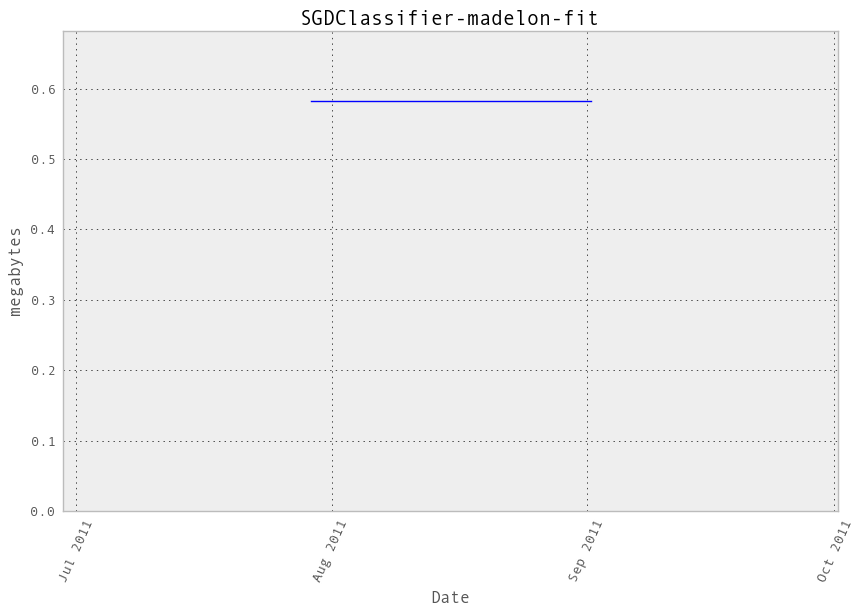 SGDClassifier-madelon-fit
0.6
0.5
0.4
0.3
0.2
0.1
0.0
megabytes
Jul 2011
Aug 2011
Sep 2011
Oct 2011
Date